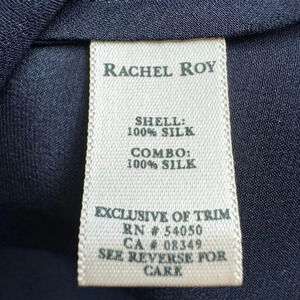 RACHEL ROY
SHELL:
100% SILK
COMBO:
100% SILK
EXCLUSIVE OF TRIM
RN # 54050
CA # 08349
SEE REVERSE FOR
CARE